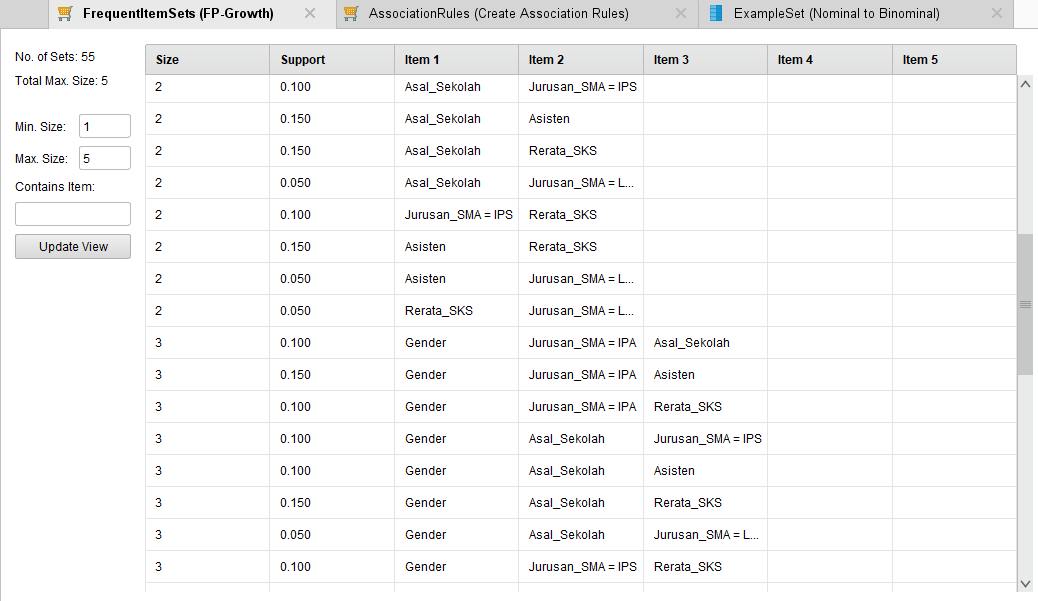 FrequentItemSets (FP-Growth)
AssociationRules (Create Association Rules)
ExampleSet (Nominal to Binominal)
No. of Sets: 55
Total Max. Size: 5
Min. Size: 1
Max. Size: 5
Contains Item:
Update View
Size Support Item 1 Item 2 Item 3 Item 4 Item 5
2 0.100 Asal_Sekolah Jurusan_SMA = IPS
2 0.150 Asal_Sekolah Asisten
2 0.150 Asal_Sekolah Rerata_SKS
2 0.050 Asal_Sekolah Jurusan_SMA = L...
2 0.100 Jurusan_SMA = IPS Rerata_SKS
2 0.150 Asisten Rerata_SKS
2 0.050 Asisten Jurusan_SMA = L...
2 0.050 Rerata_SKS Jurusan_SMA = L...
3 0.100 Gender Jurusan_SMA = IPA Asal_Sekolah
3 0.150 Gender Jurusan_SMA = IPA Asisten
3 0.100 Gender Jurusan_SMA = IPA Rerata_SKS
3 0.100 Gender Asal_Sekolah Jurusan_SMA = IPS
3 0.100 Gender Asal_Sekolah Asisten
3 0.150 Gender Asal_Sekolah Rerata_SKS
3 0.050 Gender Asal_Sekolah Jurusan_SMA = L...
3 0.100 Gender Jurusan_SMA = IPS Rerata_SKS